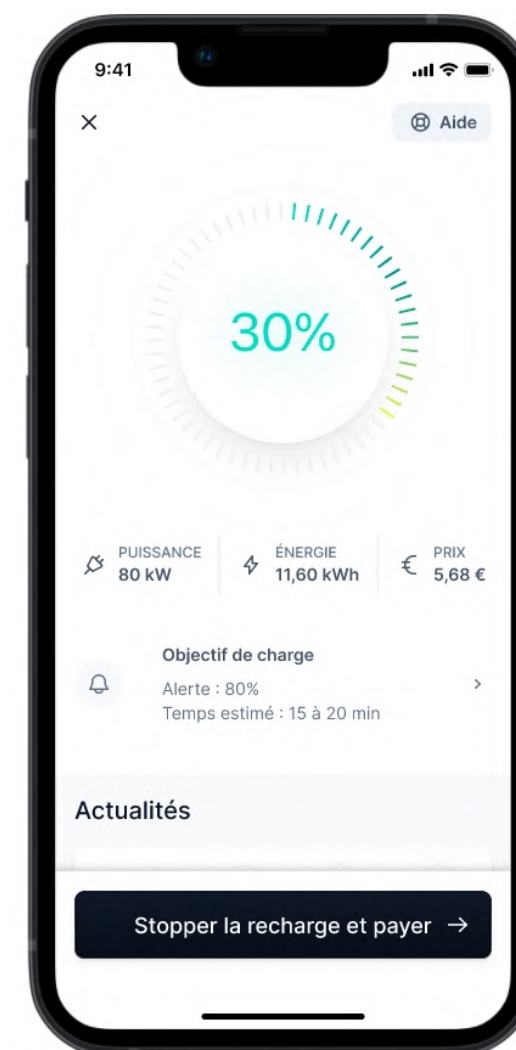 9:41
Aide
30%
PUISSANCE
80 kW
ÉNERGIE
11,60 kWh
PRIX
5,68 €
Objectif de charge
Alerte : 80%
Temps estimé : 15 à 20 min
Actualités
Stopper la recharge et payer →